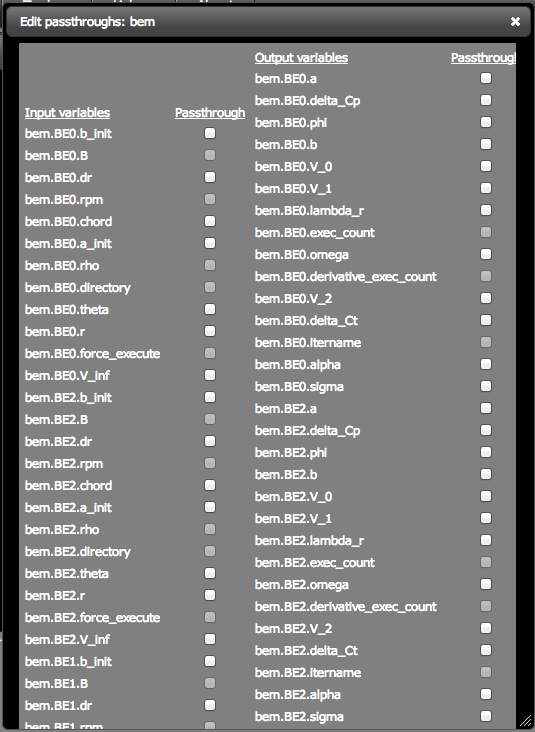 Edit passthroughs: bem
Input variables Passthrough
bem.BE0.b_init
bem.BE0.B
bem.BE0.dr
bem.BE0.rpm
bem.BE0.chord
bem.BE0.a_init
bem.BE0.rho
bem.BE0.directory
bem.BE0.theta
bem.BE0.r
bem.BE0.force_execute
bem.BE0.V_inf
bem.BE2.b_init
bem.BE2.B
bem.BE2.dr
bem.BE2.rpm
bem.BE2.chord
bem.BE2.a_init
bem.BE2.rho
bem.BE2.directory
bem.BE2.theta
bem.BE2.r
bem.BE2.force_execute
bem.BE2.V_inf
bem.BE1.b_init
bem.BE1.B
bem.BE1.dr
bem.BE1.rpm
Output variables Passthrough
bem.BE0.a
bem.BE0.delta_Cp
bem.BE0.phi
bem.BE0.b
bem.BE0.V_0
bem.BE0.V_1
bem.BE0.lambda_r
bem.BE0.exec_count
bem.BE0.omega
bem.BE0.derivative_exec_count
bem.BE0.V_2
bem.BE0.delta_Ct
bem.BE0.itername
bem.BE0.alpha
bem.BE0.sigma
bem.BE2.a
bem.BE2.delta_Cp
bem.BE2.phi
bem.BE2.b
bem.BE2.V_0
bem.BE2.V_1
bem.BE2.lambda_r
bem.BE2.exec_count
bem.BE2.omega
bem.BE2.derivative_exec_count
bem.BE2.V_2
bem.BE2.delta_Ct
bem.BE2.itername
bem.BE2.alpha
bem.BE2.sigma